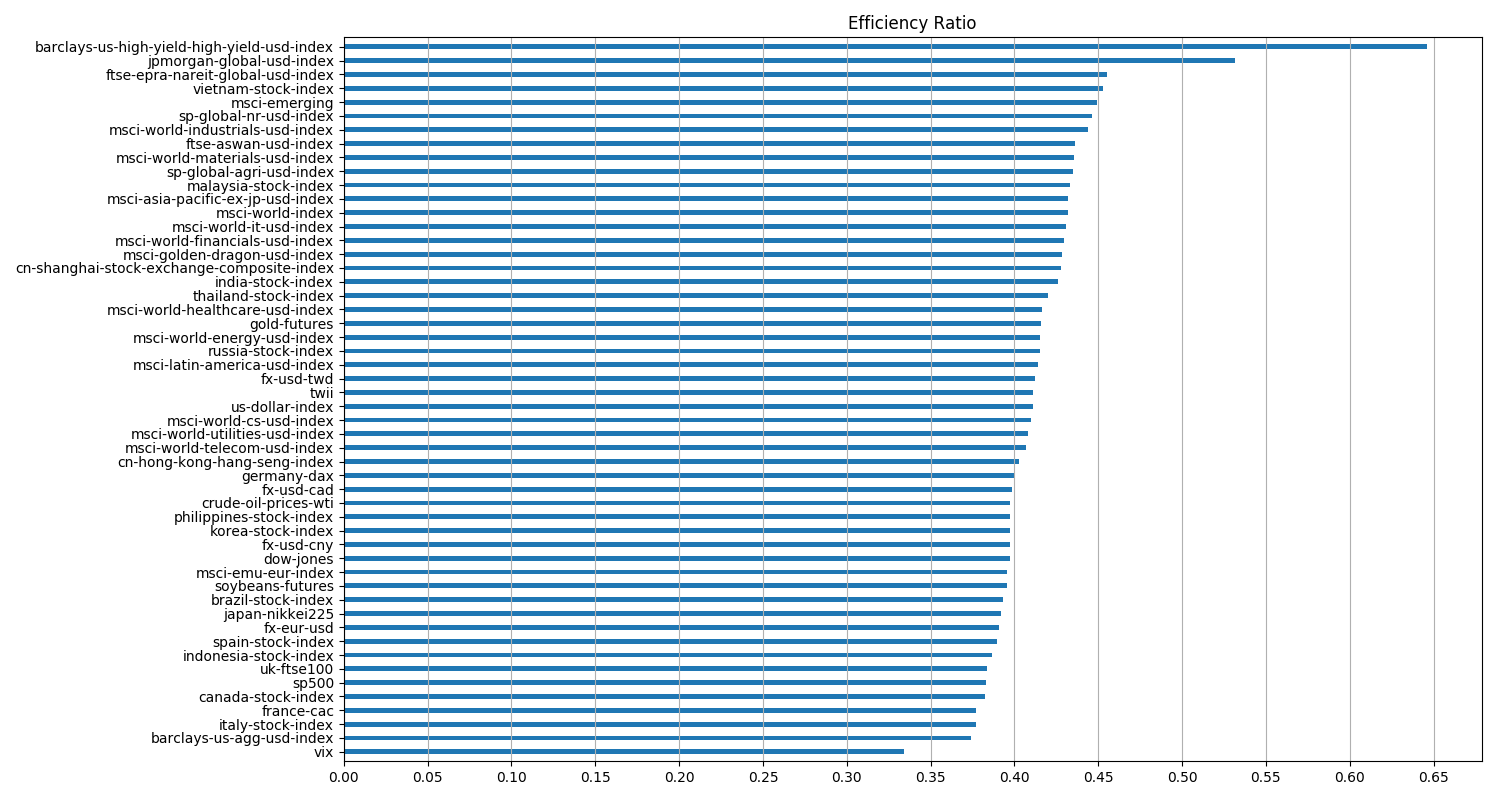 Efficiency Ratio
barclays-us-high-yield-high-yield-usd-index
jpmorgan-global-usd-index
ftse-epra-nareit-global-usd-index
vietnam-stock-index
msci-emerging
sp-global-nr-usd-index
msci-world-industrials-usd-index
ftse-aswan-usd-index
msci-world-materials-usd-index
sp-global-agri-usd-index
malaysia-stock-index
msci-asia-pacific-ex-jp-usd-index
msci-world-index
msci-world-it-usd-index
msci-world-financials-usd-index
msci-golden-dragon-usd-index
cn-shanghai-stock-exchange-composite-index
india-stock-index
thailand-stock-index
msci-world-healthcare-usd-index
gold-futures
msci-world-energy-usd-index
russia-stock-index
msci-latin-america-usd-index
fx-usd-twd
twii
us-dollar-index
msci-world-cs-usd-index
msci-world-utilities-usd-index
msci-world-telecom-usd-index
cn-hong-kong-hang-seng-index
germany-dax
fx-usd-cad
crude-oil-prices-wti
philippines-stock-index
korea-stock-index
fx-usd-cny
dow-jones
msci-emu-eur-index
soybeans-futures
brazil-stock-index
japan-nikkei225
fx-eur-usd
spain-stock-index
indonesia-stock-index
uk-ftse100
sp500
canada-stock-index
france-cac
italy-stock-index
barclays-us-agg-usd-index
vix
0.00 0.05 0.10 0.15 0.20 0.25 0.30 0.35 0.40 0.45 0.50 0.55 0.60 0.65